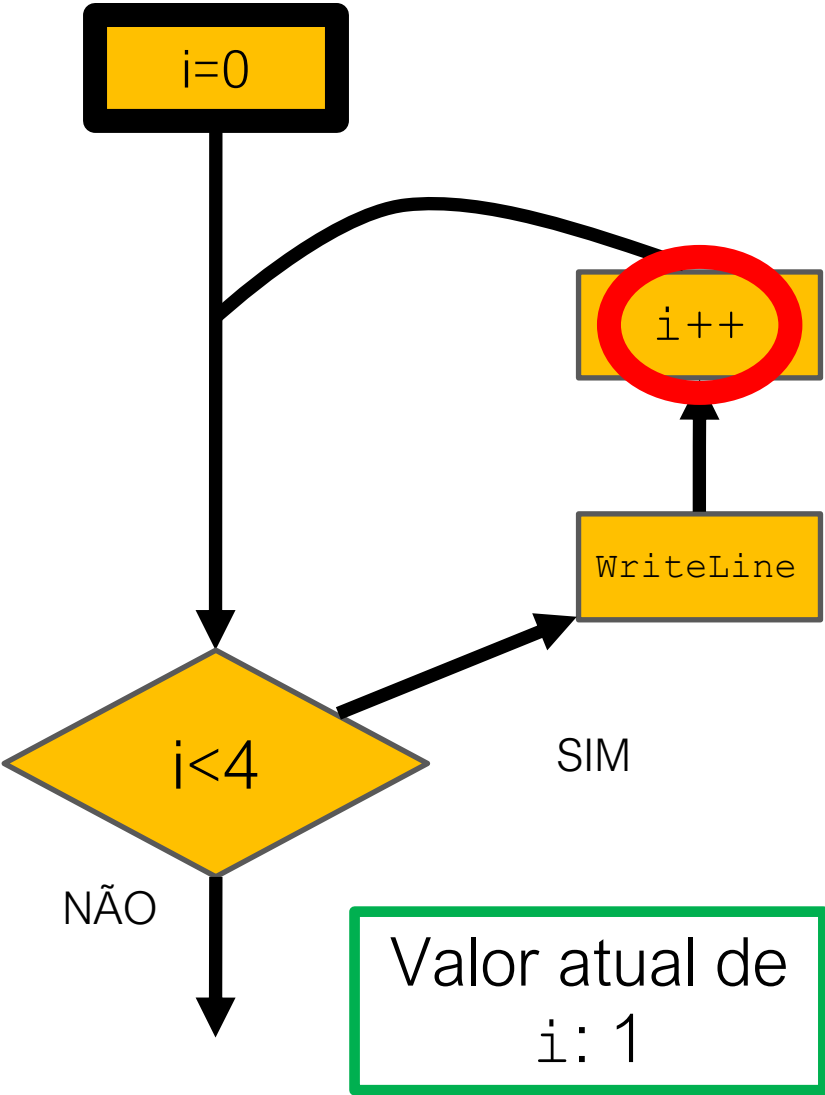 i=0
i++
WriteLine
i<4
SIM
NÃO
Valor atual de
i: 1